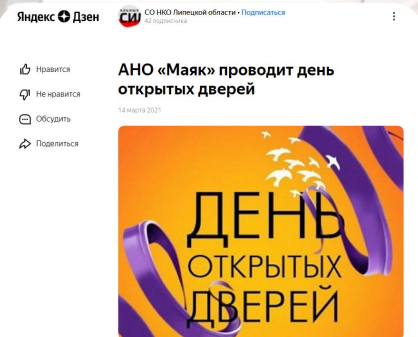 Яндекс Дзен
СО НКО Липецкой области • Подписаться
42 подписчика
Нравится
Не нравится
Обсудить
Поделиться
АНО «Маяк» проводит день
открытых дверей
14 марта 2021
ДЕНЬ
ОТКРЫТЫХ
ДВЕРЕЙ